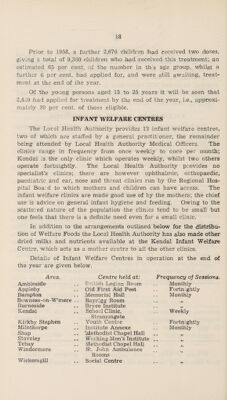 18
Prior to 1958, a further 2,679 children had received two doses,
giving a total of 9,360 children who had received this treatment; an
estimated 65 per cent. of the number in this age group, whilst a
further 6 per cent. had applied for, and were still awaiting, treat-
ment at the end of the year.
Of the young persons aged 15 to 25 years it will be seen that
had applied for treatment by the end of the year, i.e., approxi-
mately 20 per cent. of those eligible.
INFANT WELFARE CENTRES
The Local Health Authority provides 13 infant welfare centres,
two of which are staffed by a general practitioner, the remainder
being attended by Local Health Authority Medical Officers. The
clinics range in frequency from once weekly to once per month;
Kendal is the only clinic which operates weekly, whilst two others
operate fortnightly. The Local Health Authority provides no
specialist's clinics; there are however ophthalmic, orthopaedic,
paediatric and ear, nose and throat clinics run by the Regional Hos-
pital Board to which mothers and children can have access. The
infant welfare clinics are made good use of by the mothers; the chief
use is advice on general infant hygiene and feeding. Owing to the
scattered nature of the population the clinics tend to be small but
one feels that there is a definite need even for a small clinic.
In addition to the arrangements outlined below for the distribu-
tion of Welfare Foods the Local Health Authority has also made other
dried milks and nutrients available at the Kendal Infant Welfare
Centre, which acts as a mother centre to all the other clinics.
Details of Infant Welfare Centres in operation at the end of
the year are given below.
Area. Centre held at: Frequency of Sessions.
Ambleside .. British Legion Room .. Monthly
Appleby .. Old First Aid Post .. Fortnightly
Bampton .. Memorial Hall .. Monthly
Bowness-on-W'mere .. Reading Room .. "
Burneside .. Bryce Institute .. "
Kendal .. School Clinic, .. Weekly
Stramongate
Kirkby Stephen .. Youth Centre .. Fortnightly
Milnthorpe .. Institute Annexe .. Monthly
Shap .. Methodist Chapel Hall .. "
Staveley .. Working Men's Institute .. "
Tebay .. Methodist Chapel Hall .. "
Windermere .. St. John Ambulance .. "
Rooms
.. Social Centre .. "